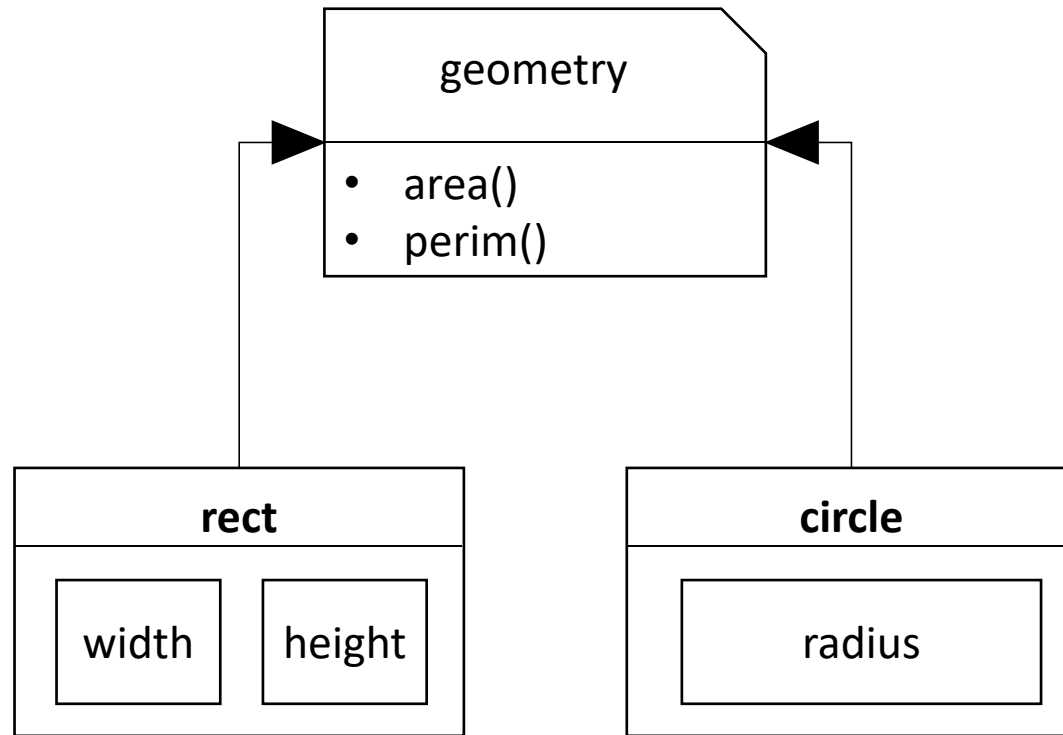 geometry
• area()
• perim()
rect
circle
width
height
radius